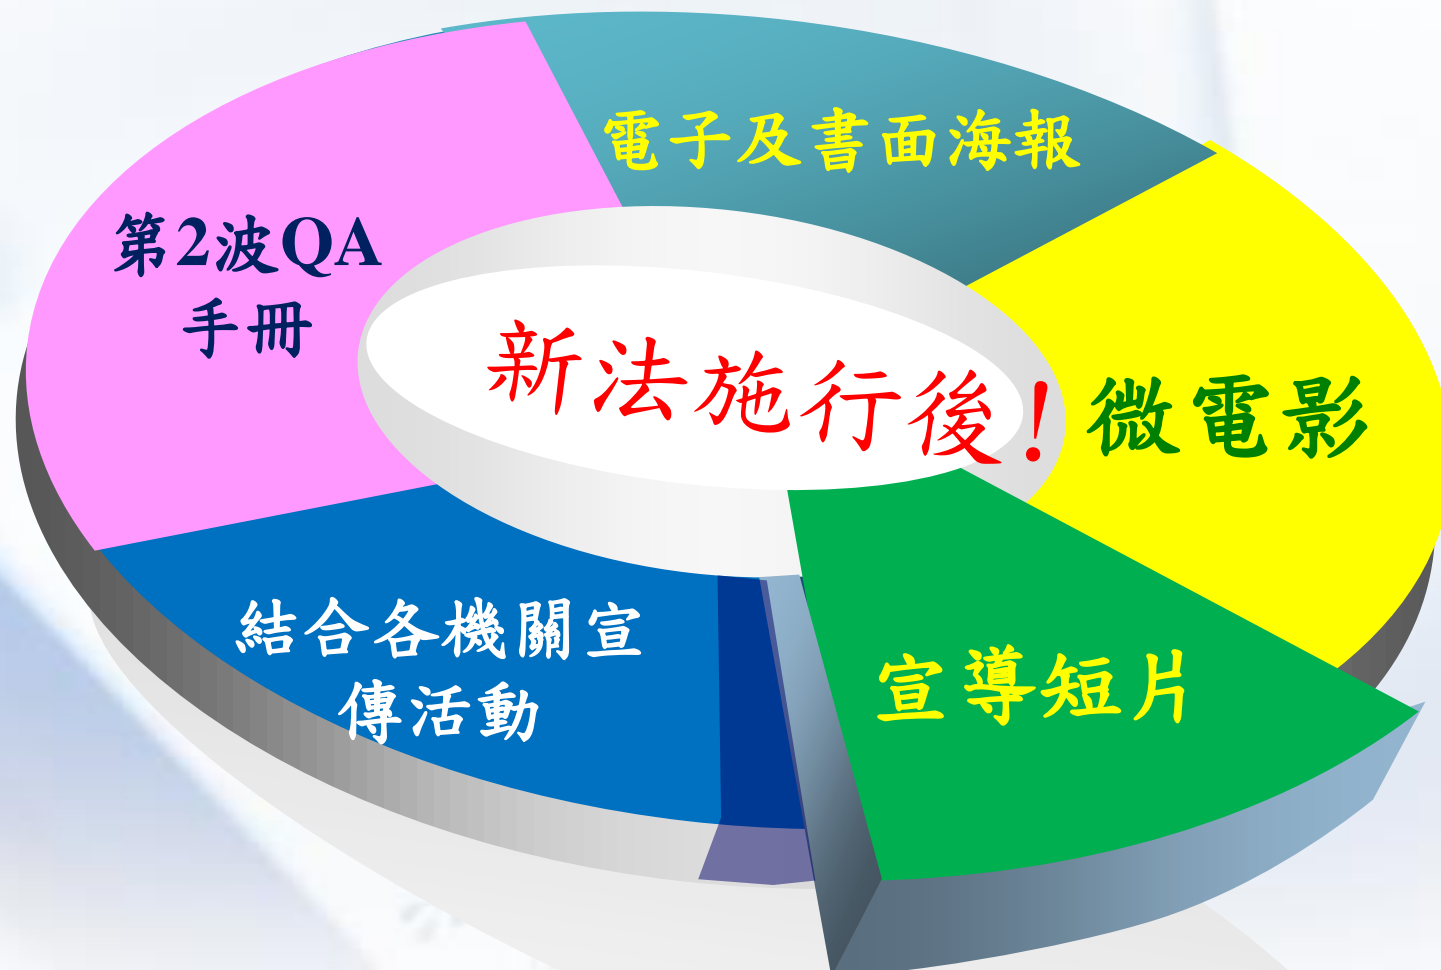 電子及書面海報
第2波QA
手冊
新法施行後!
微電影
結合各機關宣
傳活動
宣導短片